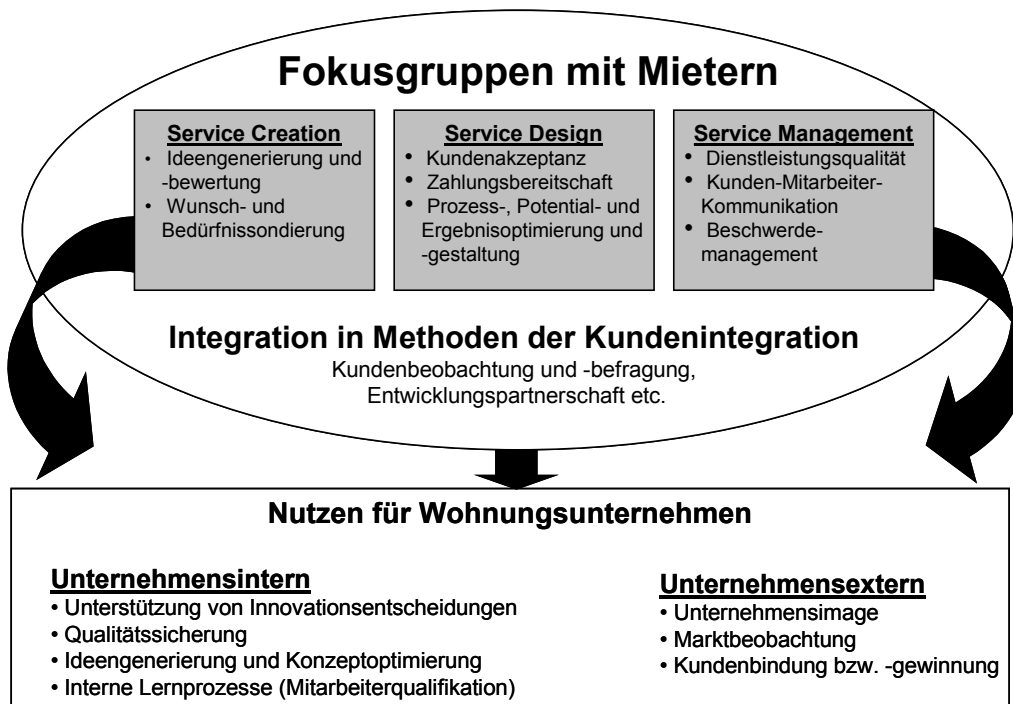 Fokusgruppen mit Mietern
Service Creation
• Ideengenerierung und
-bewertung
• Wunsch- und
Bedürfnissondierung
Service Design
• Kundenakzeptanz
• Zahlungsbereitschaft
• Prozess-, Potential- und
Ergebnisoptimierung und
-gestaltung
Service Management
• Dienstleistungsqualität
• Kunden-Mitarbeiter-
Kommunikation
• Beschwerde-
management
Integration in Methoden der Kundenintegration
Kundenbeobachtung und -befragung,
Entwicklungspartnerschaft etc.
Nutzen für Wohnungsunternehmen
Unternehmensintern
• Unterstützung von Innovationsentscheidungen
• Qualitätssicherung
• Ideengenerierung und Konzeptoptimierung
• Interne Lernprozesse (Mitarbeiterqualifikation)
Unternehmensextern
• Unternehmensimage
• Marktbeobachtung
• Kundenbindung bzw. -gewinnung